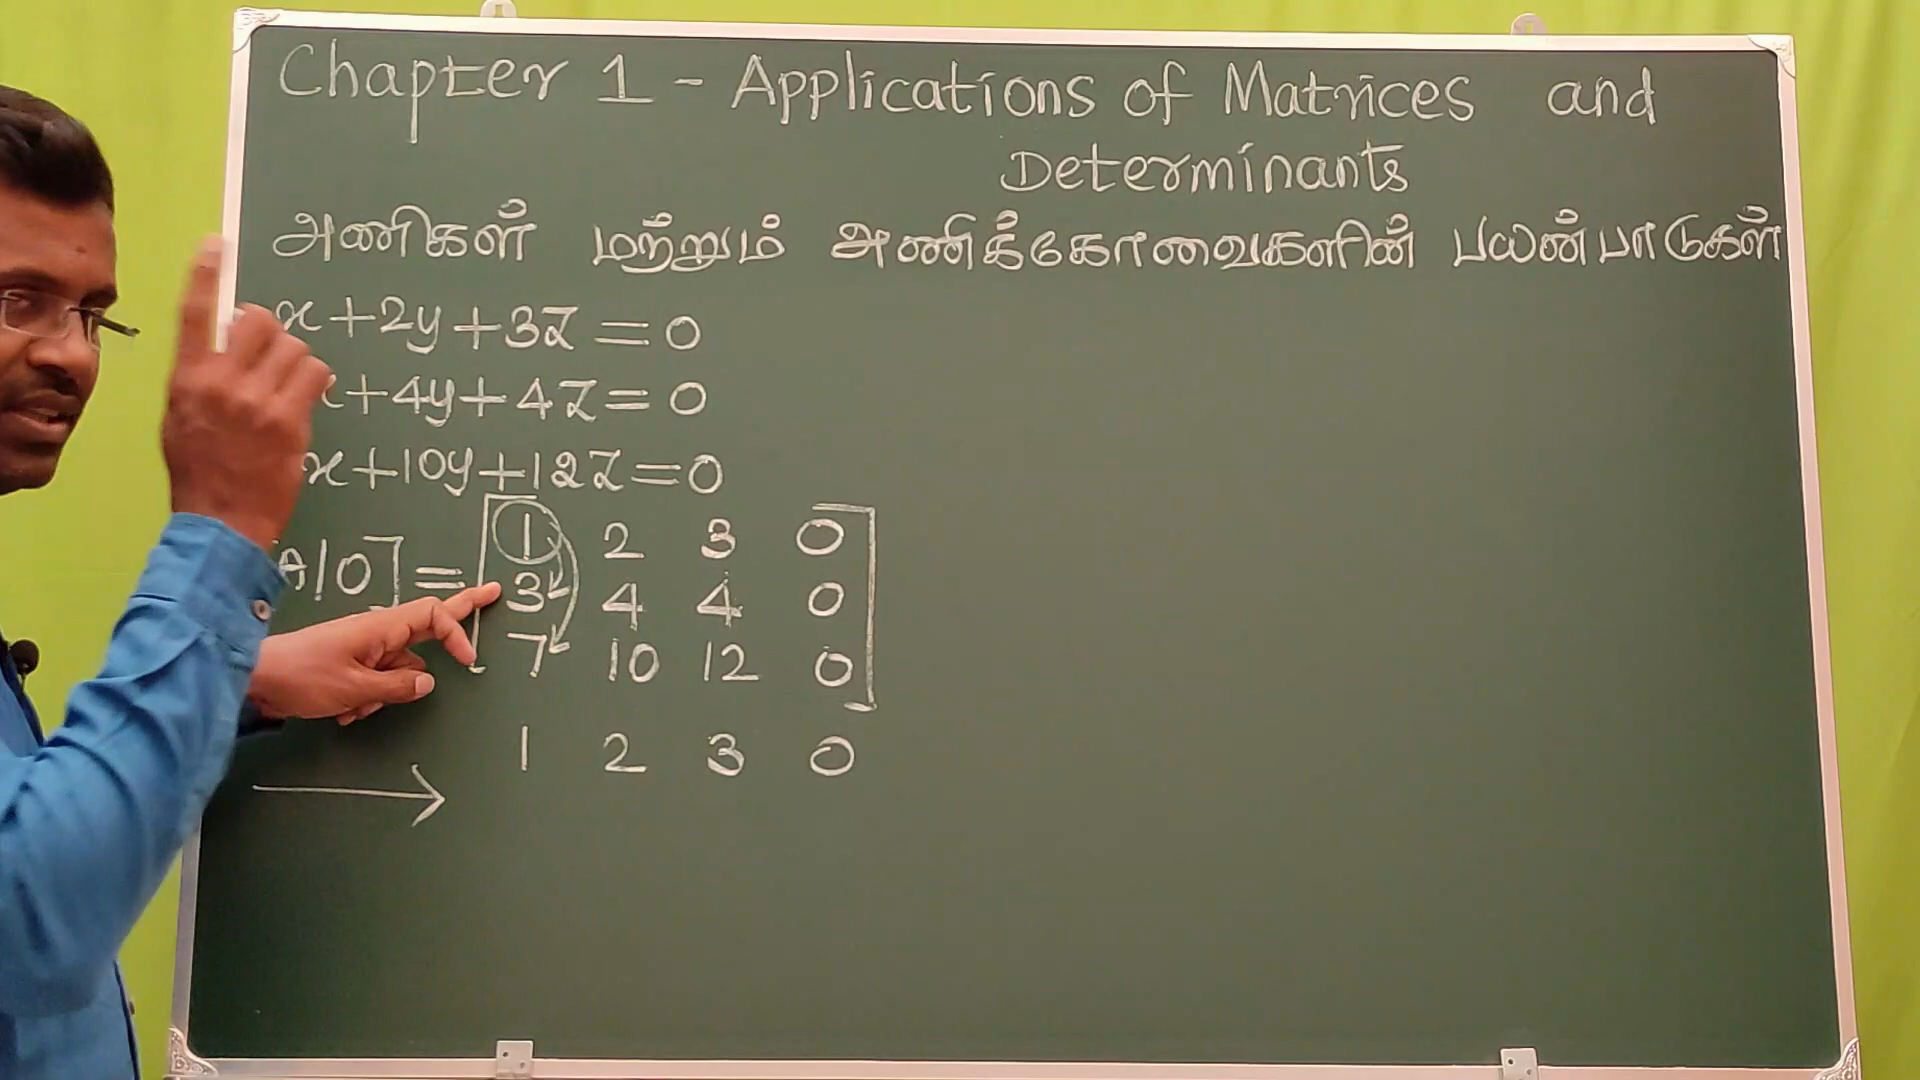 Chapter 1 - Applications of Matrices and
Determinants
அணிகள் மற்றும் அணிக்கோவைகளின் பயன்பாடுகள்
x+2y+3z=0
x+4y+4z=0
x+10y+12z=0
A|0] = [1 2 3 0
3 4 4 0
7 10 12 0]
1 2 3 0